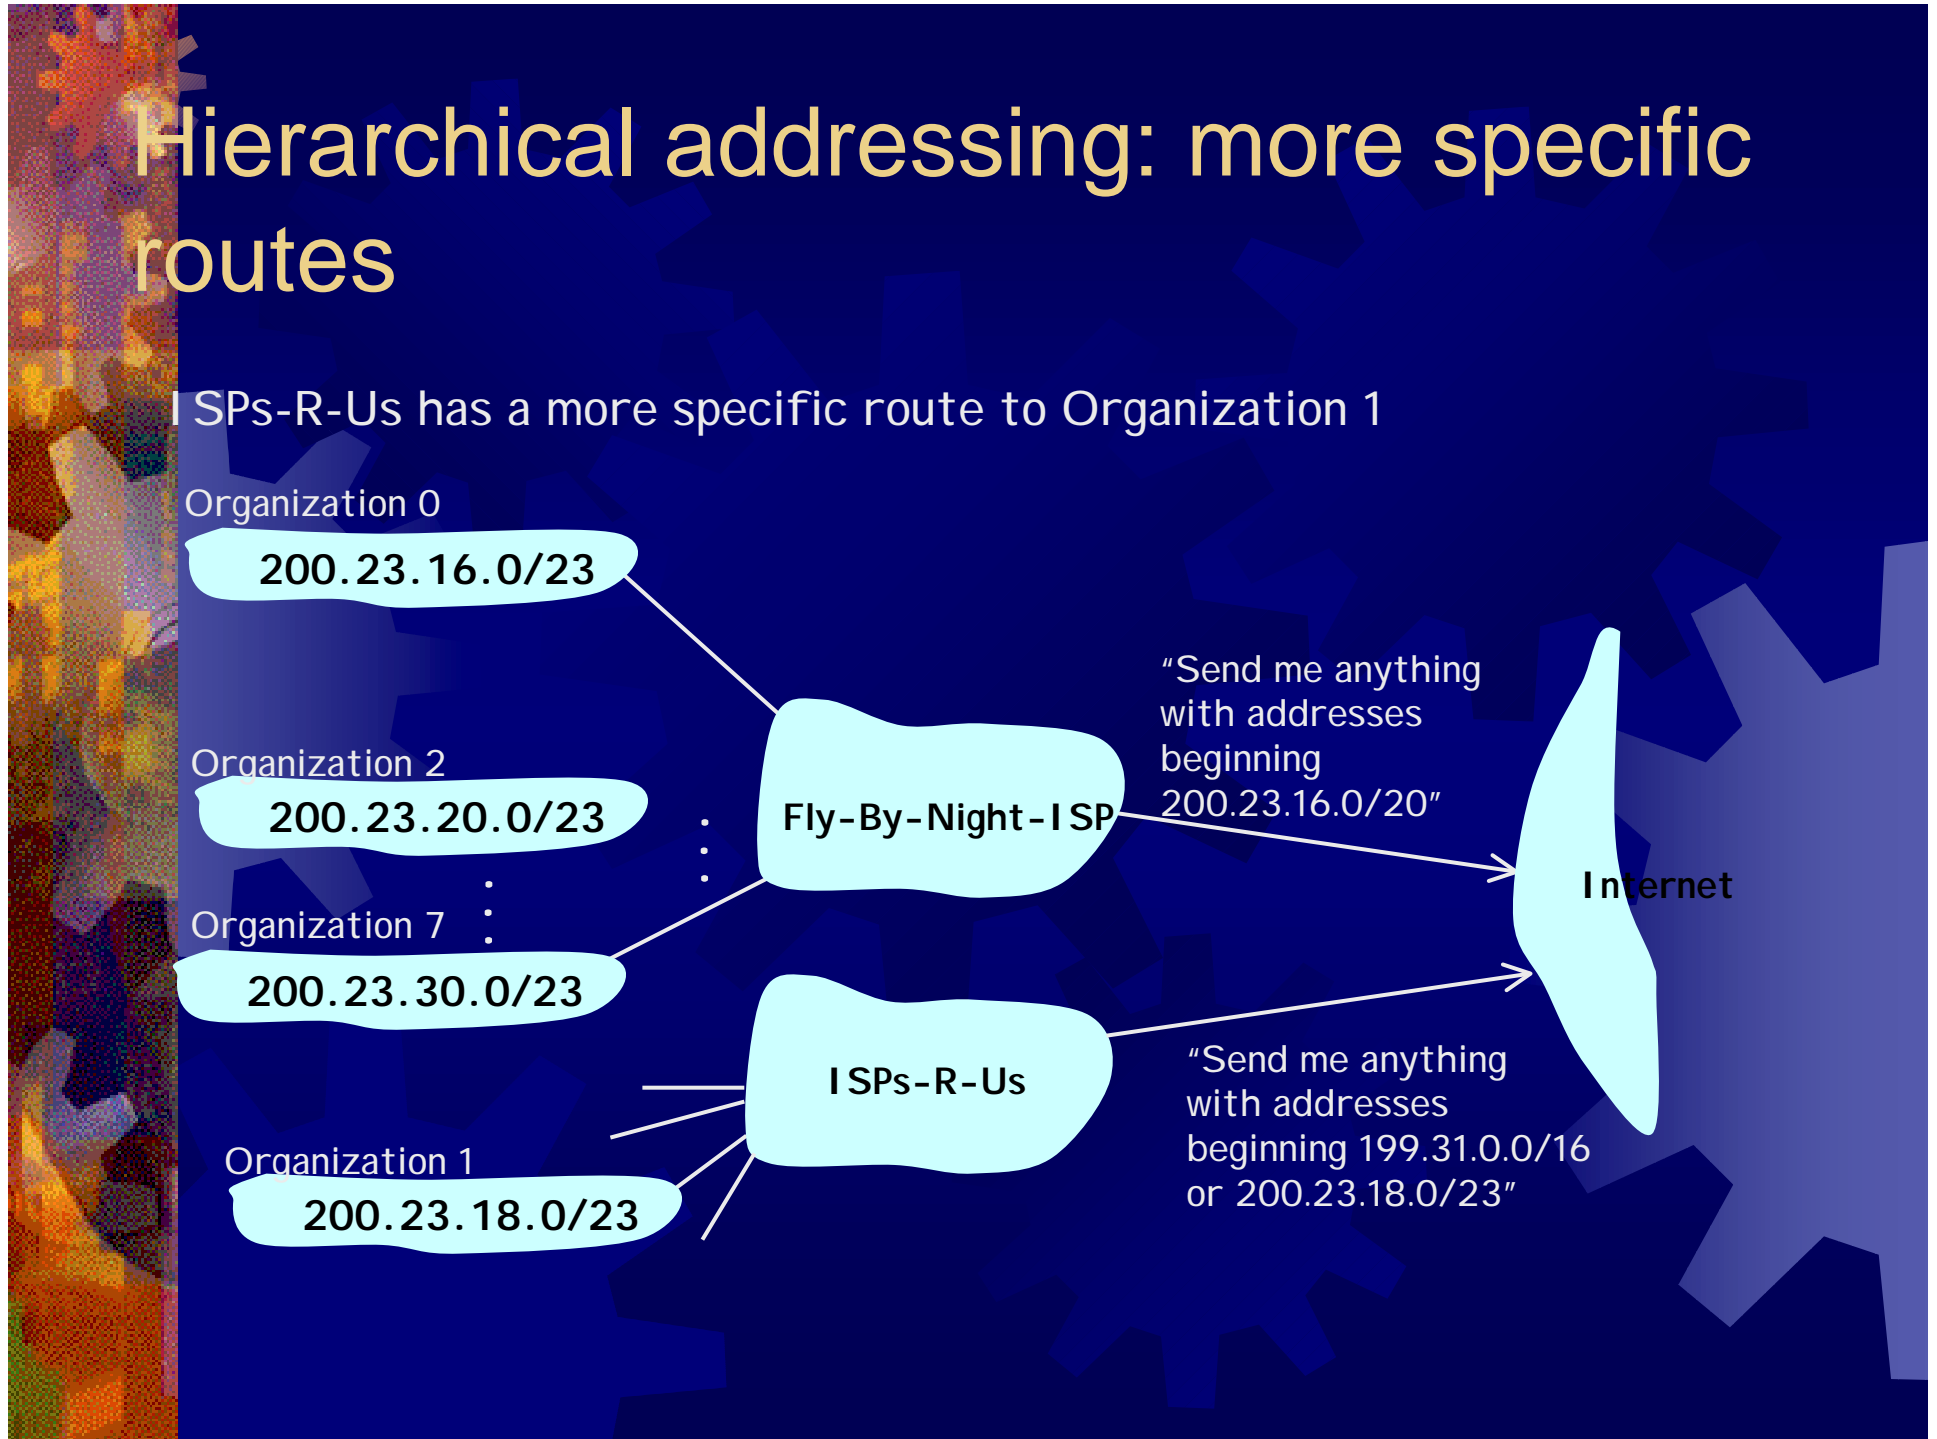 Hierarchical addressing: more specific
routes
ISPs-R-Us has a more specific route to Organization 1
Organization 0
200.23.16.0/23
Organization 2
200.23.20.0/23
Organization 7
200.23.30.0/23
Fly-By-Night-ISP
“Send me anything
with addresses
beginning
200.23.16.0/20”
Internet
ISPs-R-Us
Organization 1
200.23.18.0/23
“Send me anything
with addresses
beginning 199.31.0.0/16
or 200.23.18.0/23”